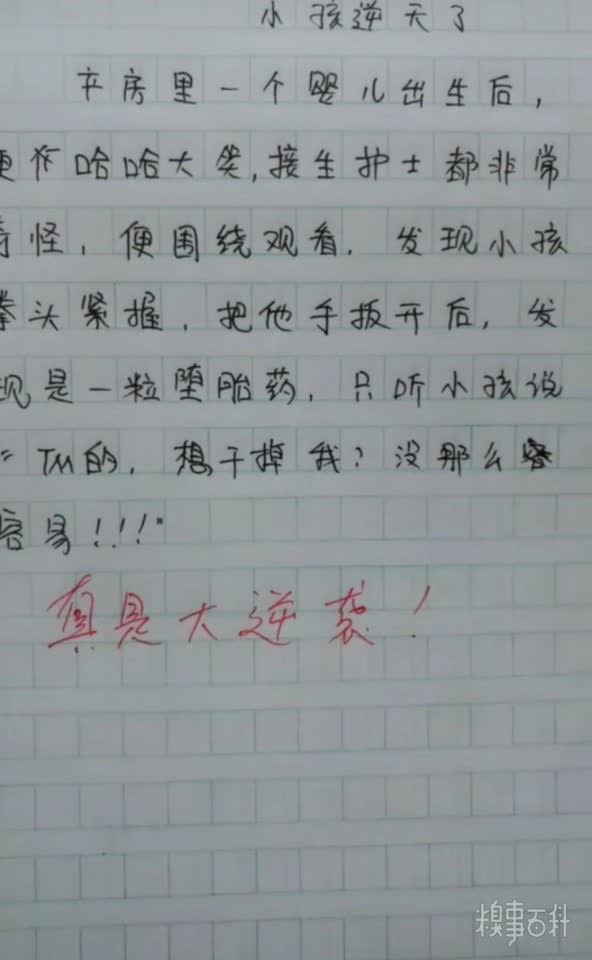 小孩逆天了
产房里一个婴儿出生后，
便在哈哈大笑，接生护士都非常
奇怪，便围绕观看．发现小孩
拳头紧握，把他手扳开后，发
现是一粒堕胎药，只听小孩说
“TM的，想干掉我？没那么
容易！！！”
真是大逆袭！
糗事百科